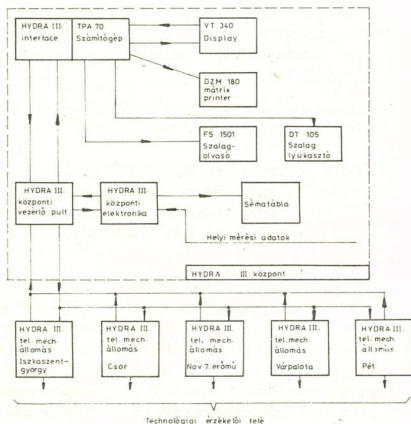 HYDRA III.
interface
TPA 70
Számítógép
VT 340
Display
DZM 180
mátrix
printer
FS 1501
Szalag-
olvasó
DT 105
Szalag
lyukasztó
HYDRA III.
központi
vezérlő pult
HYDRA III.
központi
elektronika
Sématábla
Helyi mérési adatok
HYDRA III. központ
HYDRA III.
tel. mech.
állomás
Iszkaszent-
györgy
HYDRA III.
tel. mech.
állomás
Csor
HYDRA III.
tel. mech.
állomás
Nov 7. erőmű
HYDRA III.
tel. mech.
állomás
Várpalota
HYDRA III.
tel. mech.
állomás
Pét
Technológiai érzékelői relé